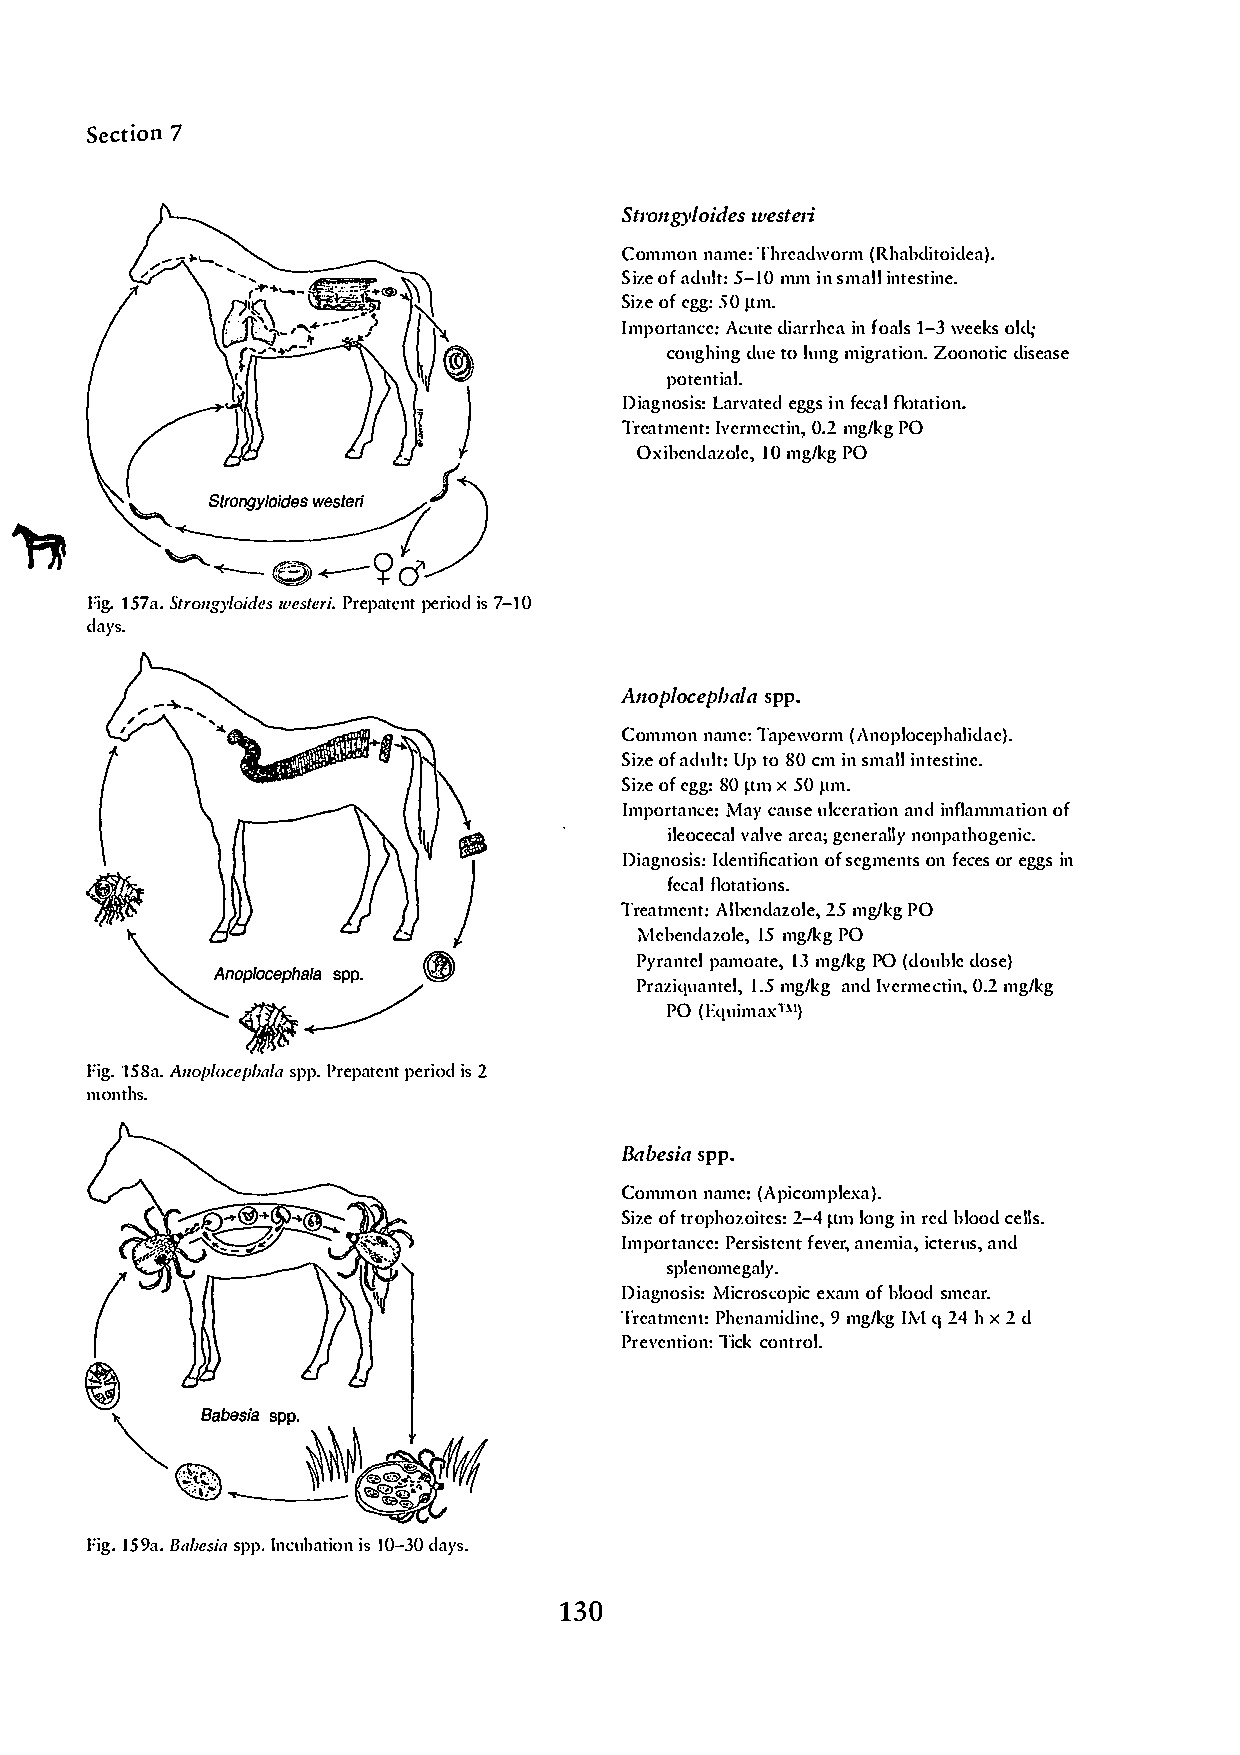 Section 7
Strongyloides westeri
Common name: Threadworm (Rhabditoidea).
Size of adult: 5–10 mm in small intestine.
Size of egg: 50 µm.
Importance: Acute diarrhea in foals 1–3 weeks old;
coughing due to lung migration. Zoonotic disease
potential.
Diagnosis: Larvated eggs in fecal flotation.
Treatment: Ivermectin, 0.2 mg/kg PO
Oxibendazole, 10 mg/kg PO
Strongyloides westeri
♀ ♂
Fig. 157a. Strongyloides westeri. Prepatent period is 7–10
days.
Anoplocephala spp.
Common name: Tapeworm (Anoplocephalidae).
Size of adult: Up to 80 cm in small intestine.
Size of egg: 80 µm × 50 µm.
Importance: May cause ulceration and inflammation of
ileocecal valve area; generally nonpathogenic.
Diagnosis: Identification of segments on feces or eggs in
fecal flotations.
Treatment: Albendazole, 25 mg/kg PO
Mebendazole, 15 mg/kg PO
Pyrantel pamoate, 13 mg/kg PO (double dose)
Praziquantel, 1.5 mg/kg and Ivermectin, 0.2 mg/kg
PO (Equimax™)
Anoplocephala spp.
Fig. 158a. Anoplocephala spp. Prepatent period is 2
months.
Babesia spp.
Common name: (Apicomplexa).
Size of trophozoites: 2–4 µm long in red blood cells.
Importance: Persistent fever, anemia, icterus, and
splenomegaly.
Diagnosis: Microscopic exam of blood smear.
Treatment: Phenamidine, 9 mg/kg IM q 24 h × 2 d
Prevention: Tick control.
Babesia spp.
Fig. 159a. Babesia spp. Incubation is 10–30 days.
130